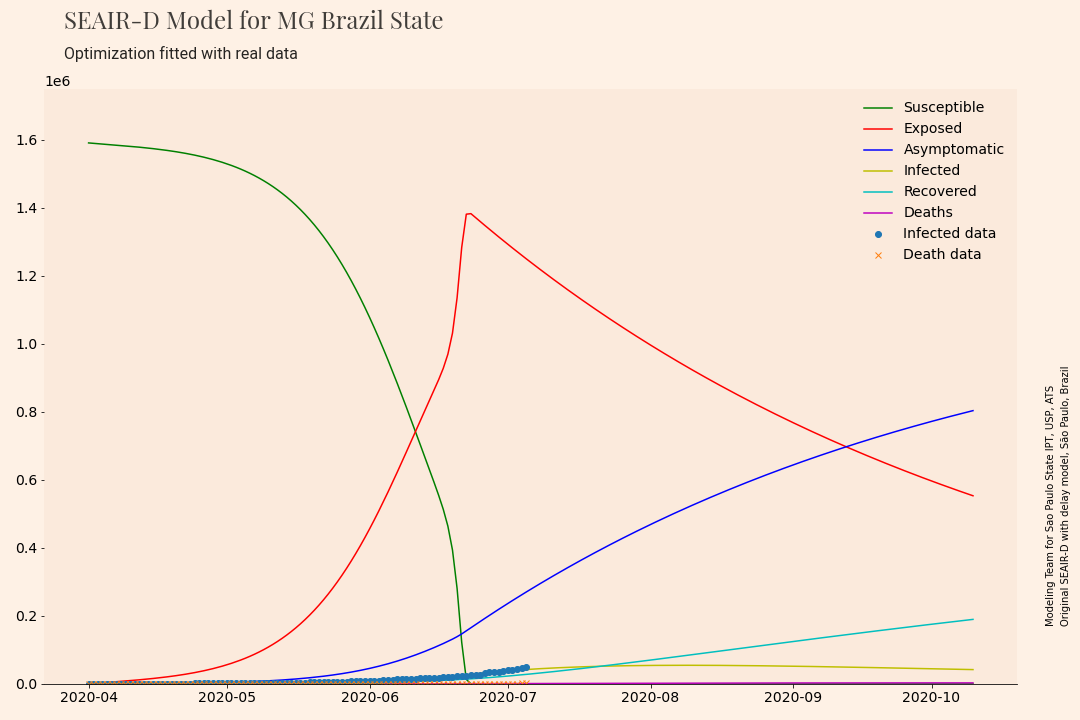 SEAIR-D Model for MG Brazil State
Optimization fitted with real data
1e6
Susceptible
Exposed
Asymptomatic
Infected
Recovered
Deaths
Infected data
Death data
1.6
1.4
1.2
1.0
0.8
0.6
0.4
0.2
0.0
2020-04
2020-05
2020-06
2020-07
2020-08
2020-09
2020-10
Modeling Team for Sao Paulo State IPT, USP, ATS
Original SEAIR-D with delay model, São Paulo, Brazil